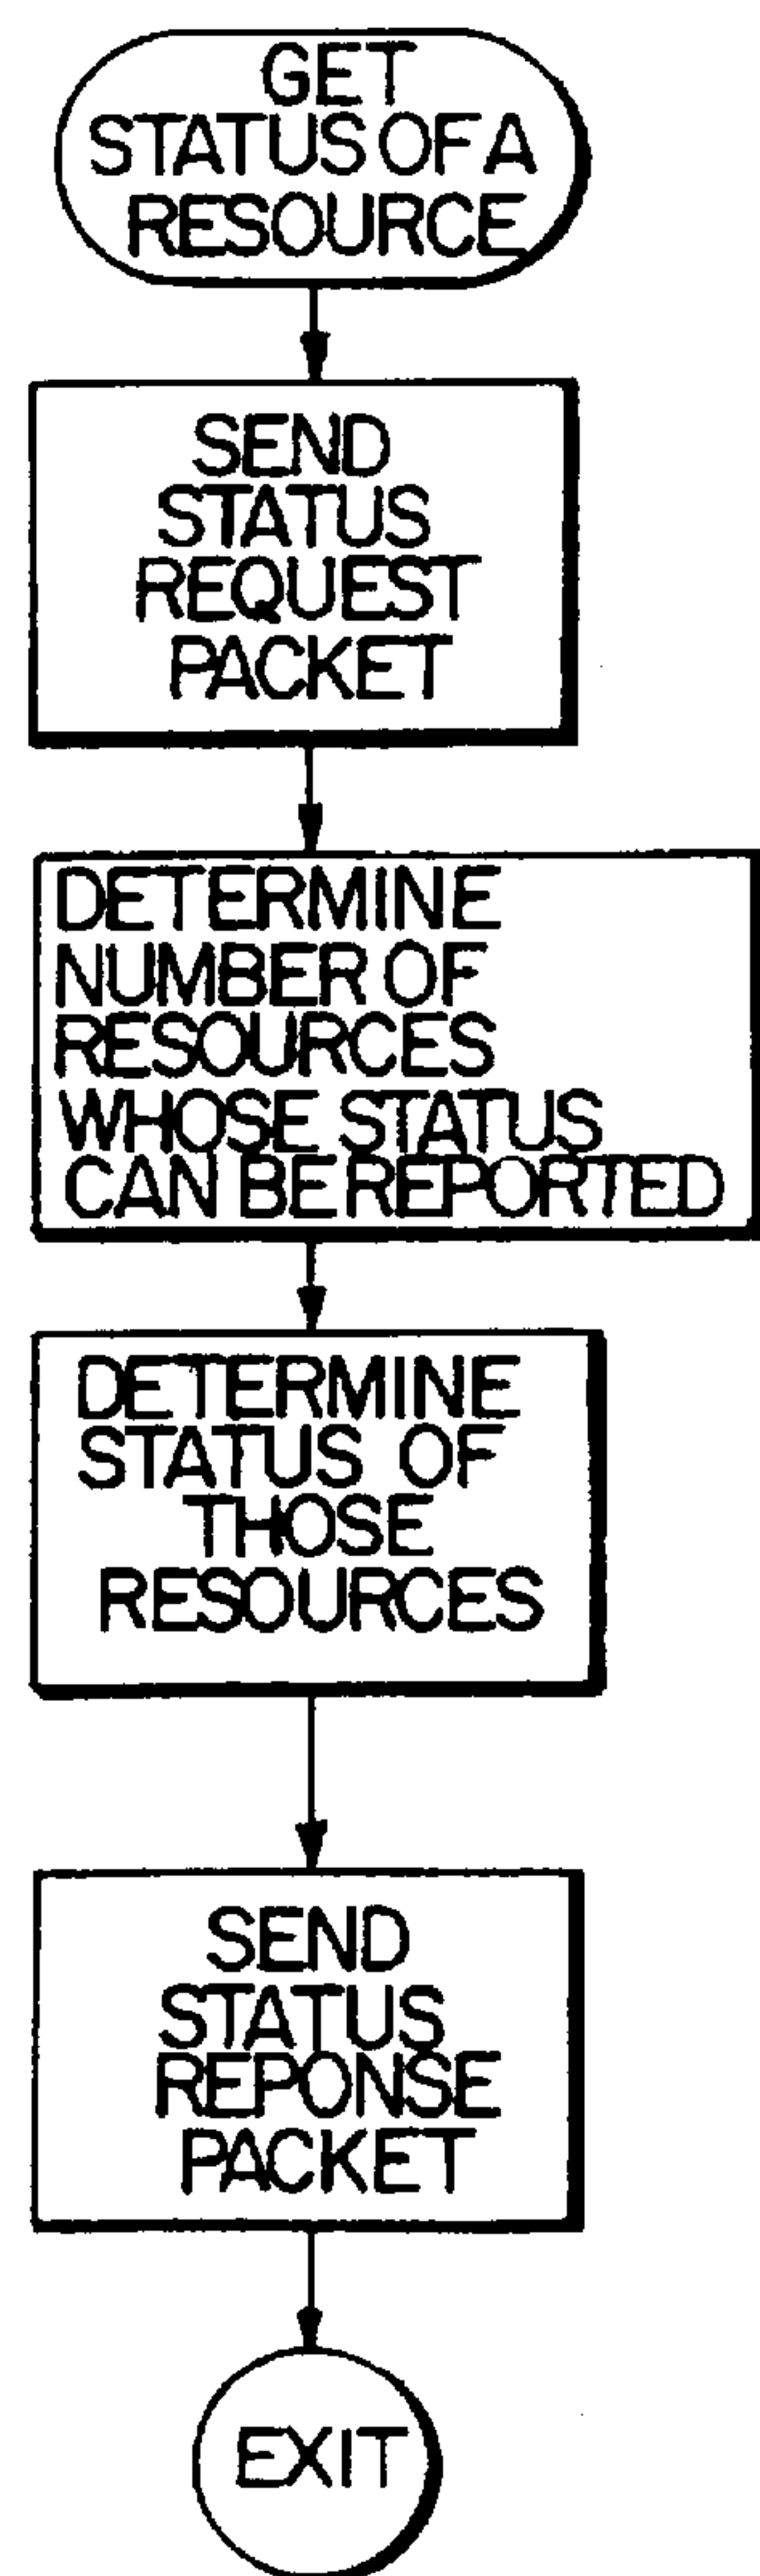 GET
STATUS OF A
RESOURCE
SEND
STATUS
REQUEST
PACKET
DETERMINE
NUMBER OF
RESOURCES
WHOSE STATUS
CAN BE REPORTED
DETERMINE
STATUS OF
THOSE
RESOURCES
SEND
STATUS
REPONSE
PACKET
EXIT